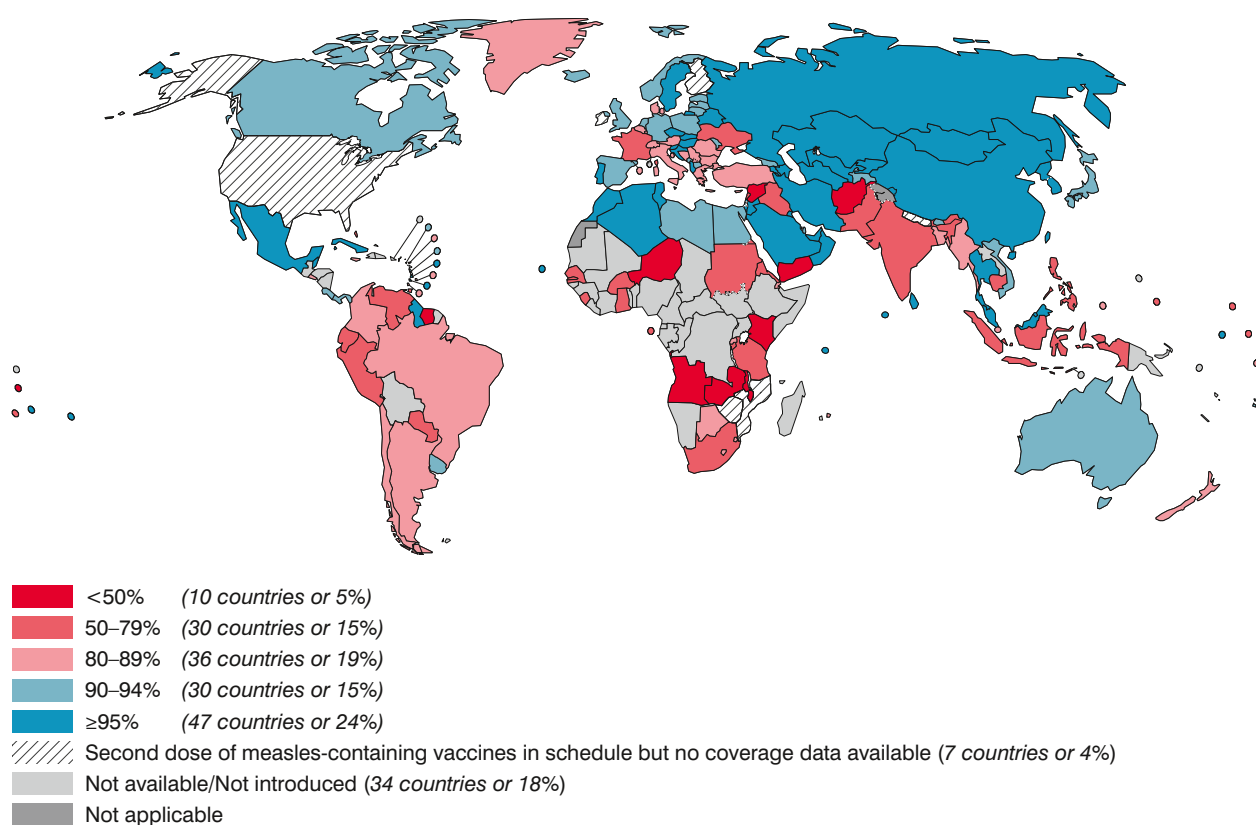 <50% (10 countries or 5%)
50–79% (30 countries or 15%)
80–89% (36 countries or 19%)
90–94% (30 countries or 15%)
≥95% (47 countries or 24%)
Second dose of measles-containing vaccines in schedule but no coverage data available (7 countries or 4%)
Not available/Not introduced (34 countries or 18%)
Not applicable